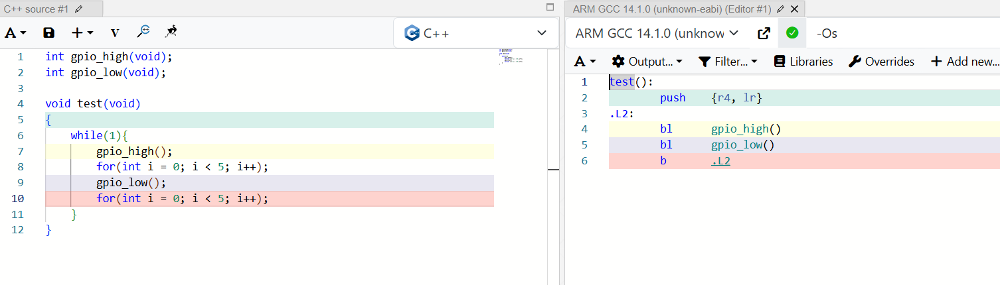 C++ source #1
A + V
C++
1 int gpio_high(void);
2 int gpio_low(void);
3
4 void test(void)
5 {
6 while(1){
7 gpio_high();
8 for(int i = 0; i < 5; i++);
9 gpio_low();
10 for(int i = 0; i < 5; i++);
11 }
12 }
ARM GCC 14.1.0 (unknown-eabi) (Editor #1)
ARM GCC 14.1.0 (unknow -Os
A Output... Filter... Libraries Overrides + Add new...
1 test():
2 push {r4, lr}
3 .L2:
4 bl gpio_high()
5 bl gpio_low()
6 b .L2